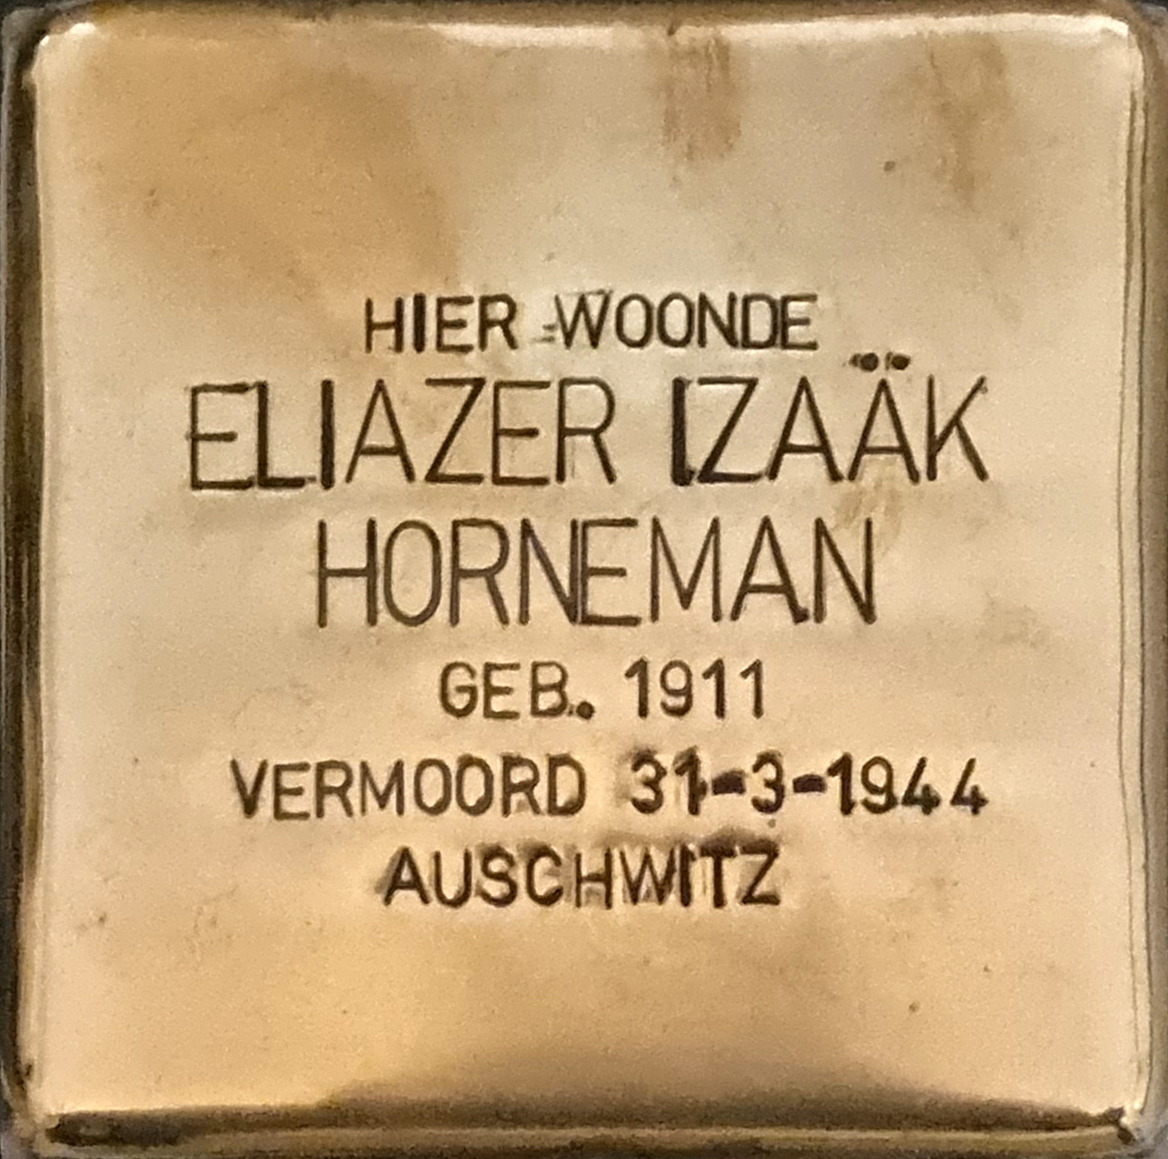 HIER WOONDE
ELIAZER IZAÄK
HORNEMAN
GEB. 1911
VERMOORD 31-3-1944
AUSCHWITZ